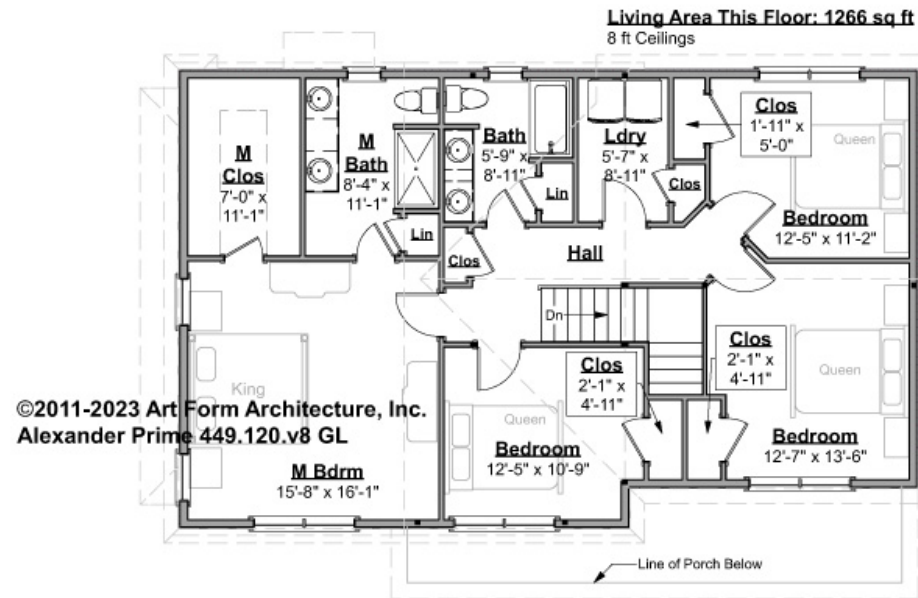 Living Area This Floor: 1266 sq ft
8 ft Ceilings
M
Clos
7'-0" x
11'-1"
M
Bath
8'-4" x
11'-1"
Lin
Bath
5'-9" x
8'-11"
Lin
Ldry
5'-7" x
8'-11"
Clos
Clos
1'-11" x
5'-0"
Queen
Bedroom
12'-5" x 11'-2"
Clos
Hall
Dn
King
©2011-2023 Art Form Architecture, Inc.
Alexander Prime 449.120.v8 GL
M Bdrm
15'-8" x 16'-1"
Clos
2'-1" x
4'-11"
Queen
Bedroom
12'-5" x 10'-9"
Clos
2'-1" x
4'-11"
Queen
Bedroom
12'-7" x 13'-6"
Line of Porch Below